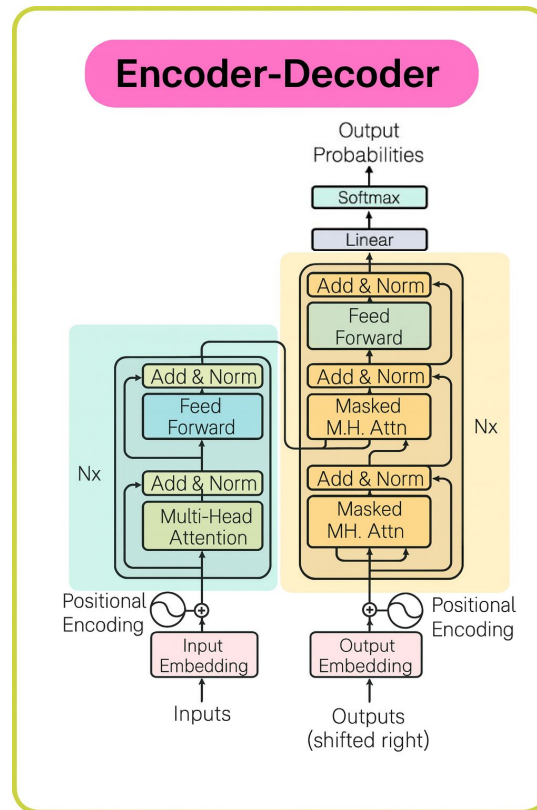 Encoder-Decoder
Output
Probabilities
Softmax
Linear
Add & Norm
Feed
Forward
Add & Norm
Masked
M.H. Attn
Nx
Add & Norm
Masked
MH. Attn
Add & Norm
Feed
Forward
Nx
Add & Norm
Multi-Head
Attention
Positional
Encoding
Input
Embedding
Inputs
Positional
Encoding
Output
Embedding
Outputs
(shifted right)